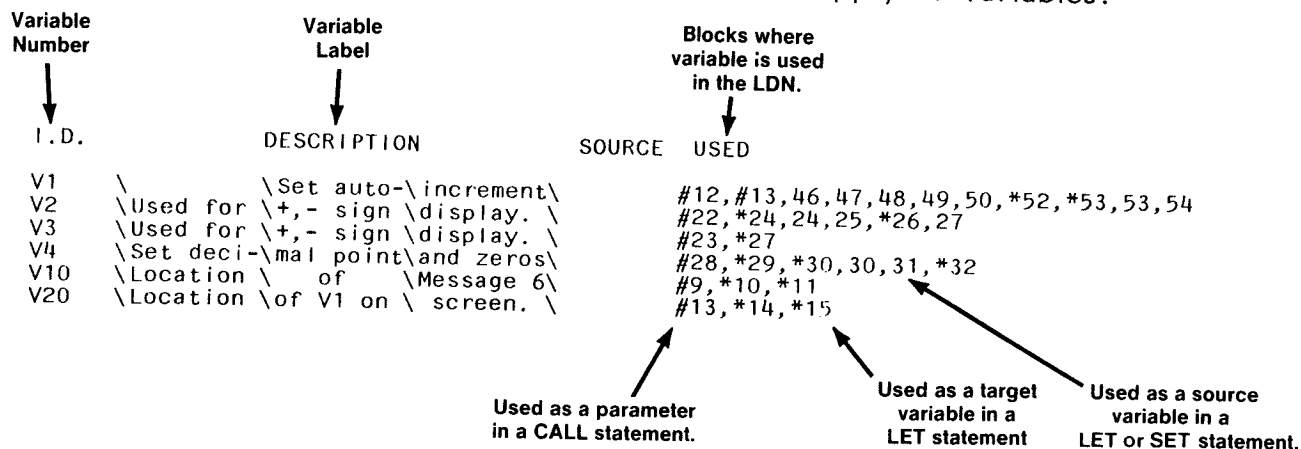 Variables.
Variable
Number
Variable
Label
Blocks where
variable is used
in the LDN.
I.D. DESCRIPTION SOURCE USED
V1 \ \Set auto-\increment\ #12,#13,46,47,48,49,50,*52,*53,53,54
V2 \Used for \+,- sign \display. \ #22,*24,24,25,*26,27
V3 \Used for \+,- sign \display. \ #23,*27
V4 \Set deci-\mal point\and zeros\ #28,*29,*30,30,31,*32
V10 \Location \ of \Message 6\ #9,*10,*11
V20 \Location \of V1 on \ screen. \ #13,*14,*15
Used as a parameter
in a CALL statement.
Used as a target
variable in a
LET statement
Used as a source
variable in a
LET or SET statement.